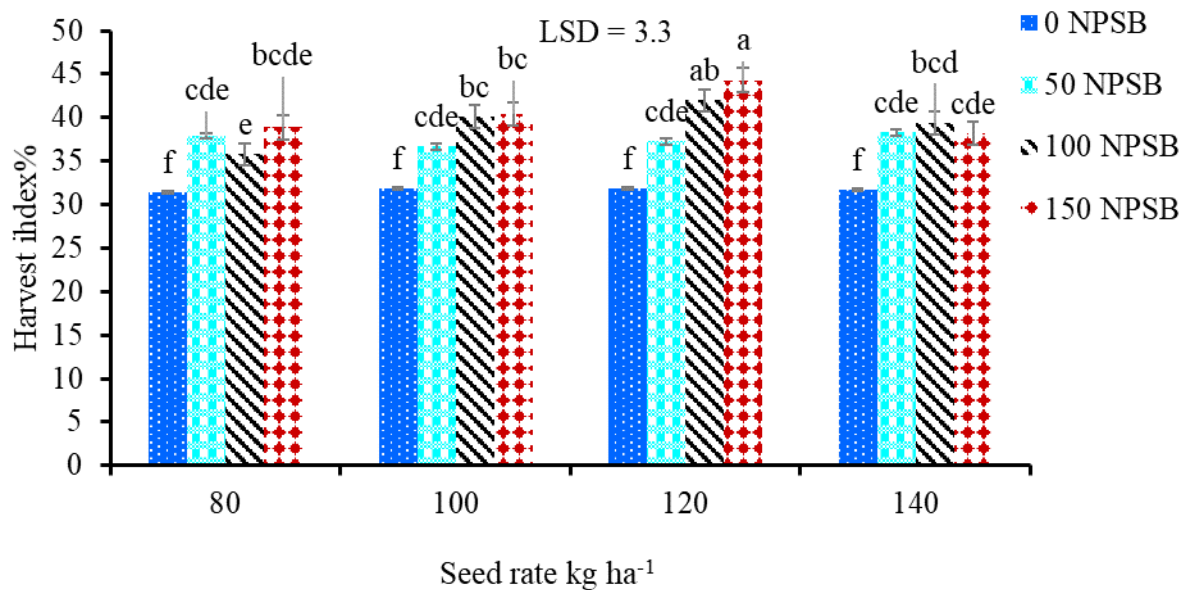 50
45
40
35
30
25
20
15
10
5
0
Harvest ihdex%
LSD = 3.3
f
cde
e
bcde
f
cde
bc
bc
f
cde
ab
a
f
cde
bcd
cde
80
100
120
140
Seed rate kg ha⁻¹
0 NPSB
50 NPSB
100 NPSB
150 NPSB